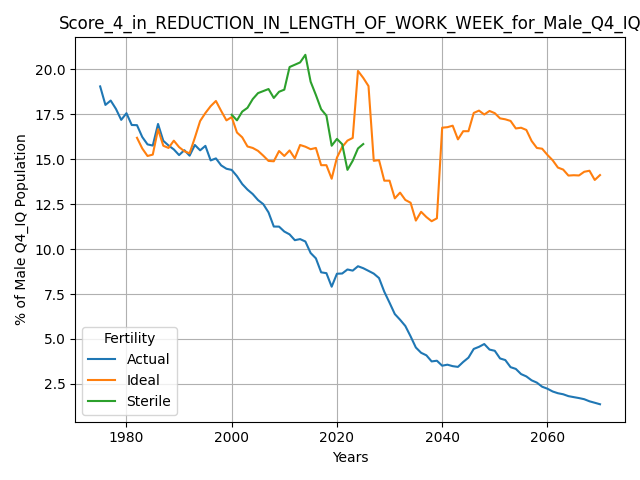 Score_4_in_REDUCTION_IN_LENGTH_OF_WORK_WEEK_for_Male_Q4_IQ
% of Male Q4_IQ Population
20.0
17.5
15.0
12.5
10.0
7.5
5.0
2.5
Fertility
Actual
Ideal
Sterile
1980
2000
2020
2040
2060
Years